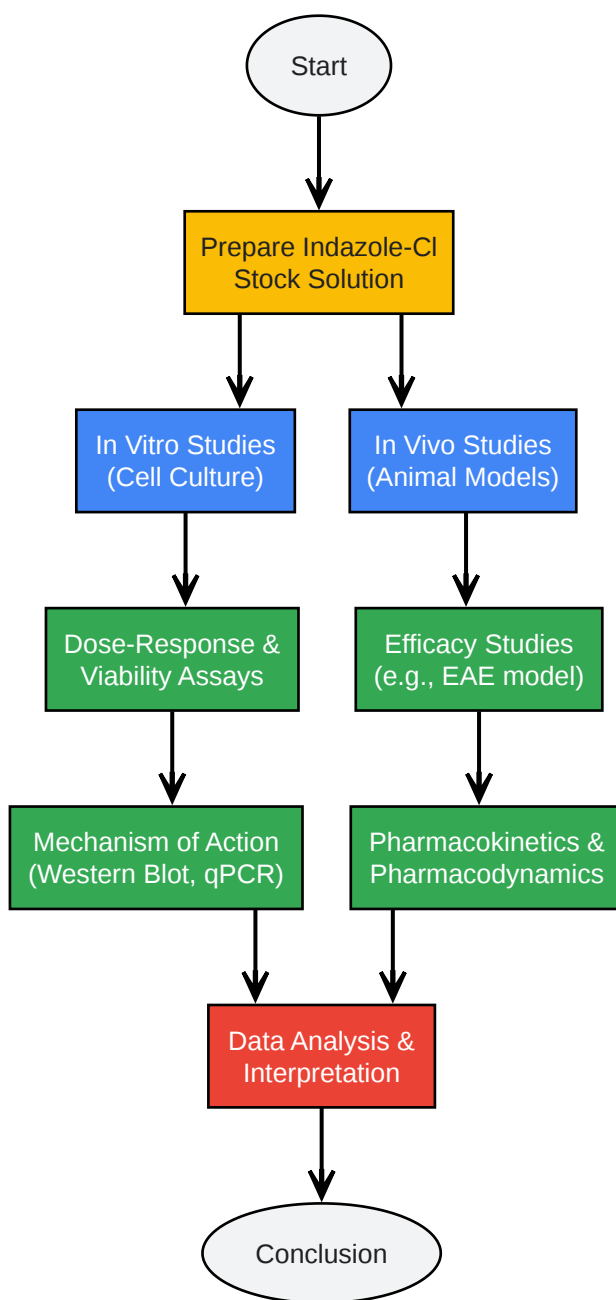 Start
Prepare Indazole-Cl
Stock Solution
In Vitro Studies
(Cell Culture)
In Vivo Studies
(Animal Models)
Dose-Response &
Viability Assays
Efficacy Studies
(e.g., EAE model)
Mechanism of Action
(Western Blot, qPCR)
Pharmacokinetics &
Pharmacodynamics
Data Analysis &
Interpretation
Conclusion